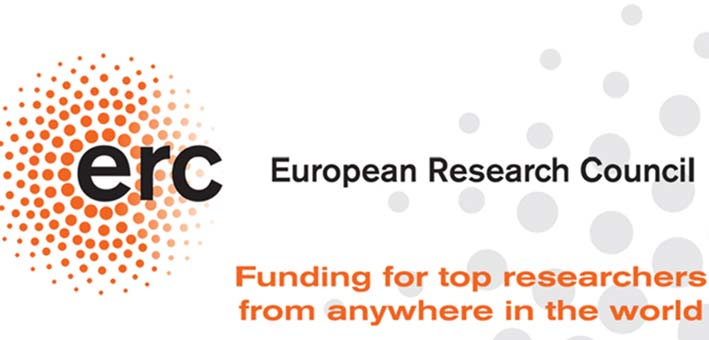 erc
European Research Council
Funding for top researchers
from anywhere in the world